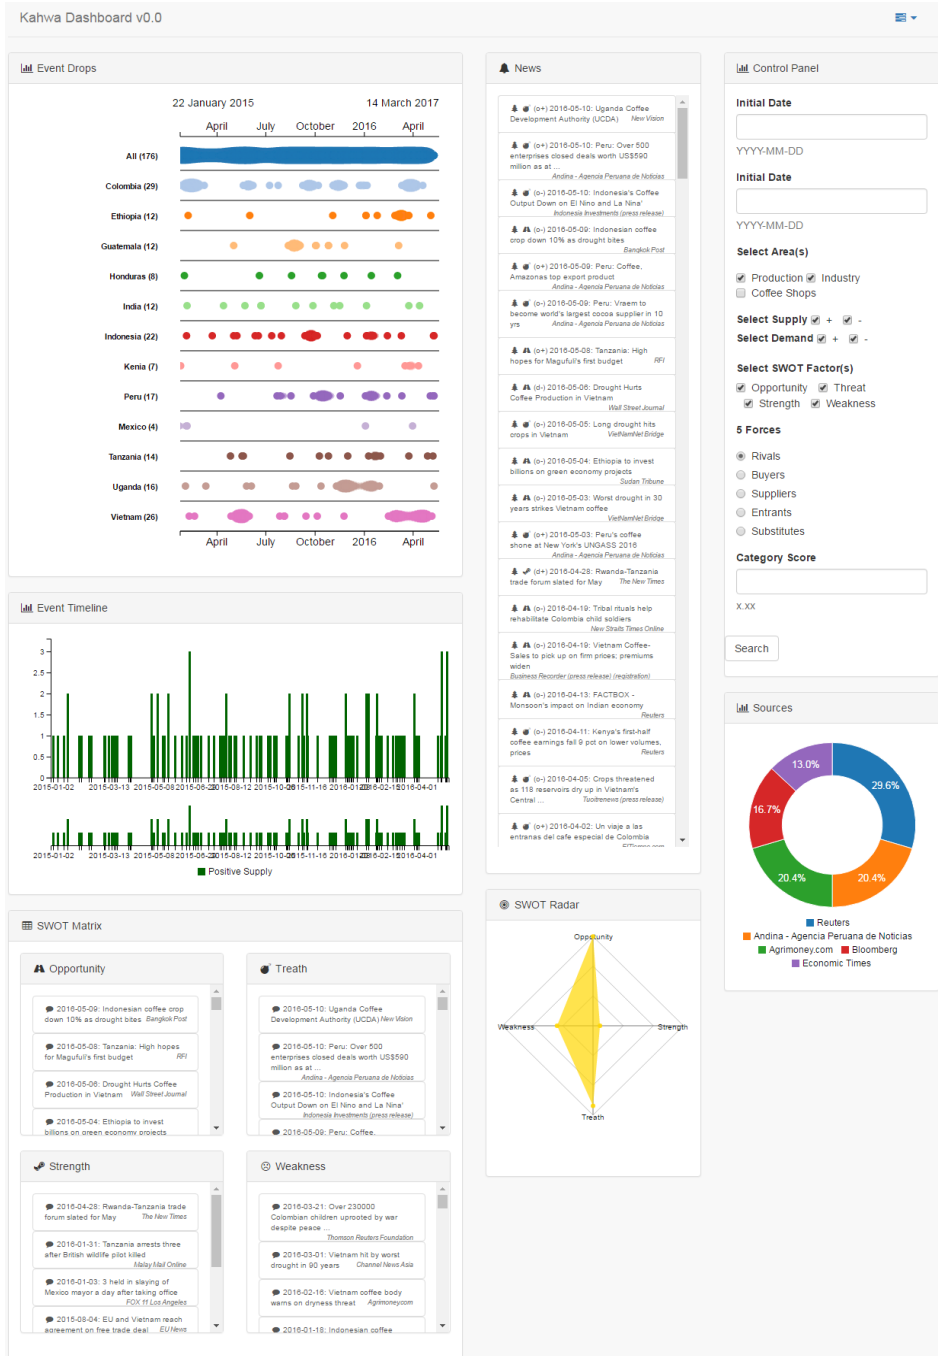 Kahwa Dashboard v0.0
Event Drops
22 January 2015 14 March 2017
April July October 2016 April
All (176)
Colombia (29)
Ethiopia (12)
Guatemala (12)
Honduras (8)
India (12)
Indonesia (22)
Kenia (7)
Peru (17)
Mexico (4)
Tanzania (14)
Uganda (16)
Vietnam (26)
April July October 2016 April
Event Timeline
3
2.5
2
1.5
1
0.5
0
2015-01-02 2015-03-13 2015-05-08 2015-08-12 2015-11-16 2016-02-15 2016-04-01
2015-01-02 2015-03-13 2015-05-08 2015-08-12 2015-11-16 2016-02-15 2016-04-01
Positive Supply
SWOT Matrix
Opportunity
2016-05-09: Indonesian coffee crop
down 10% as drought bites Bangkok Post
2016-05-08: Tanzania: High hopes
for Magufuli's first budget RFI
2016-05-06: Drought Hurts Coffee
Production in Vietnam Wall Street Journal
2016-05-04: Ethiopia to invest
billions on green economy projects
Treath
2016-05-10: Uganda Coffee
Development Authority (UCDA) New Vision
2016-05-10: Peru: Over 500
enterprises closed deals worth US$590
million as at ...
Andina - Agencia Peruana de Noticias
2016-05-10: Indonesia's Coffee
Output Down on El Nino and La Nina'
Indonesia Investments (press release)
2016-05-09: Peru: Coffee,
Strength
2016-04-28: Rwanda-Tanzania trade
forum slated for May The New Times
2016-01-31: Tanzania arrests three
after British wildlife pilot killed
Malay Mail Online
2016-01-03: 3 held in slaying of
Mexico mayor a day after taking office
FOX 11 Los Angeles
2015-08-04: EU and Vietnam reach
agreement on free trade deal EU News
Weakness
2016-03-21: Over 230000
Colombian children uprooted by war
despite peace ...
Thomson Reuters Foundation
2016-03-01: Vietnam hit by worst
drought in 90 years Channel News Asia
2016-02-16: Vietnam coffee body
warns on dryness threat Agrimoney.com
2016-01-18: Indonesian coffee
News
(o+) 2016-05-10: Uganda Coffee
Development Authority (UCDA) New Vision
(o+) 2016-05-10: Peru: Over 500
enterprises closed deals worth US$590
million as at ...
Andina - Agencia Peruana de Noticias
(o-) 2016-05-10: Indonesia's Coffee
Output Down on El Nino and La Nina'
Indonesia Investments (press release)
(o-) 2016-05-09: Indonesian coffee
crop down 10% as drought bites
Bangkok Post
(o+) 2016-05-09: Peru: Coffee,
Amazonas top export product
Andina - Agencia Peruana de Noticias
(o-) 2016-05-09: Peru: Vraem to
become world's largest cocoa supplier in 10
yrs Andina - Agencia Peruana de Noticias
(o+) 2016-05-08: Tanzania: High
hopes for Magufuli's first budget RFI
(d-) 2016-05-06: Drought Hurts
Coffee Production in Vietnam
Wall Street Journal
(o-) 2016-05-05: Long drought hits
crops in Vietnam VietNamNet Bridge
(o+) 2016-05-04: Ethiopia to invest
billions on green economy projects
Sudan Tribune
(o-) 2016-05-03: Worst drought in 30
years strikes Vietnam coffee
VietNamNet Bridge
(o+) 2016-05-03: Peru's coffee
shone at New York's UNGASS 2016
Andina - Agencia Peruana de Noticias
(d+) 2016-04-28: Rwanda-Tanzania
trade forum slated for May The New Times
(o-) 2016-04-19: Tribal rituals help
rehabilitate Colombia child soldiers
New Straits Times Online
(o-) 2016-04-19: Vietnam Coffee-
Sales to pick up on firm prices; premiums
widen
Business Recorder (press release) (registration)
(o-) 2016-04-13: FACTBOX -
Monsoon's impact on Indian economy
Reuters
(o-) 2016-04-11: Kenya's first-half
coffee earnings fall 9 pct on lower volumes,
prices Reuters
(o-) 2016-04-05: Crops threatened
as 118 reservoirs dry up in Vietnam's
Central ... Tuoitrenews (press release)
(o+) 2016-04-02: Un viaje a las
entranas del cafe especial de Colombia
ElTiempo.com
SWOT Radar
Opportunity
Weakness Strength
Treath
Control Panel
Initial Date
YYYY-MM-DD
Initial Date
YYYY-MM-DD
Select Area(s)
Production Industry
Coffee Shops
Select Supply + -
Select Demand + -
Select SWOT Factor(s)
Opportunity Threat
Strength Weakness
5 Forces
Rivals
Buyers
Suppliers
Entrants
Substitutes
Category Score
x.xx
Search
Sources
13.0%
29.6%
16.7%
20.4% 20.4%
Reuters
Andina - Agencia Peruana de Noticias
Agrimoney.com Bloomberg
Economic Times